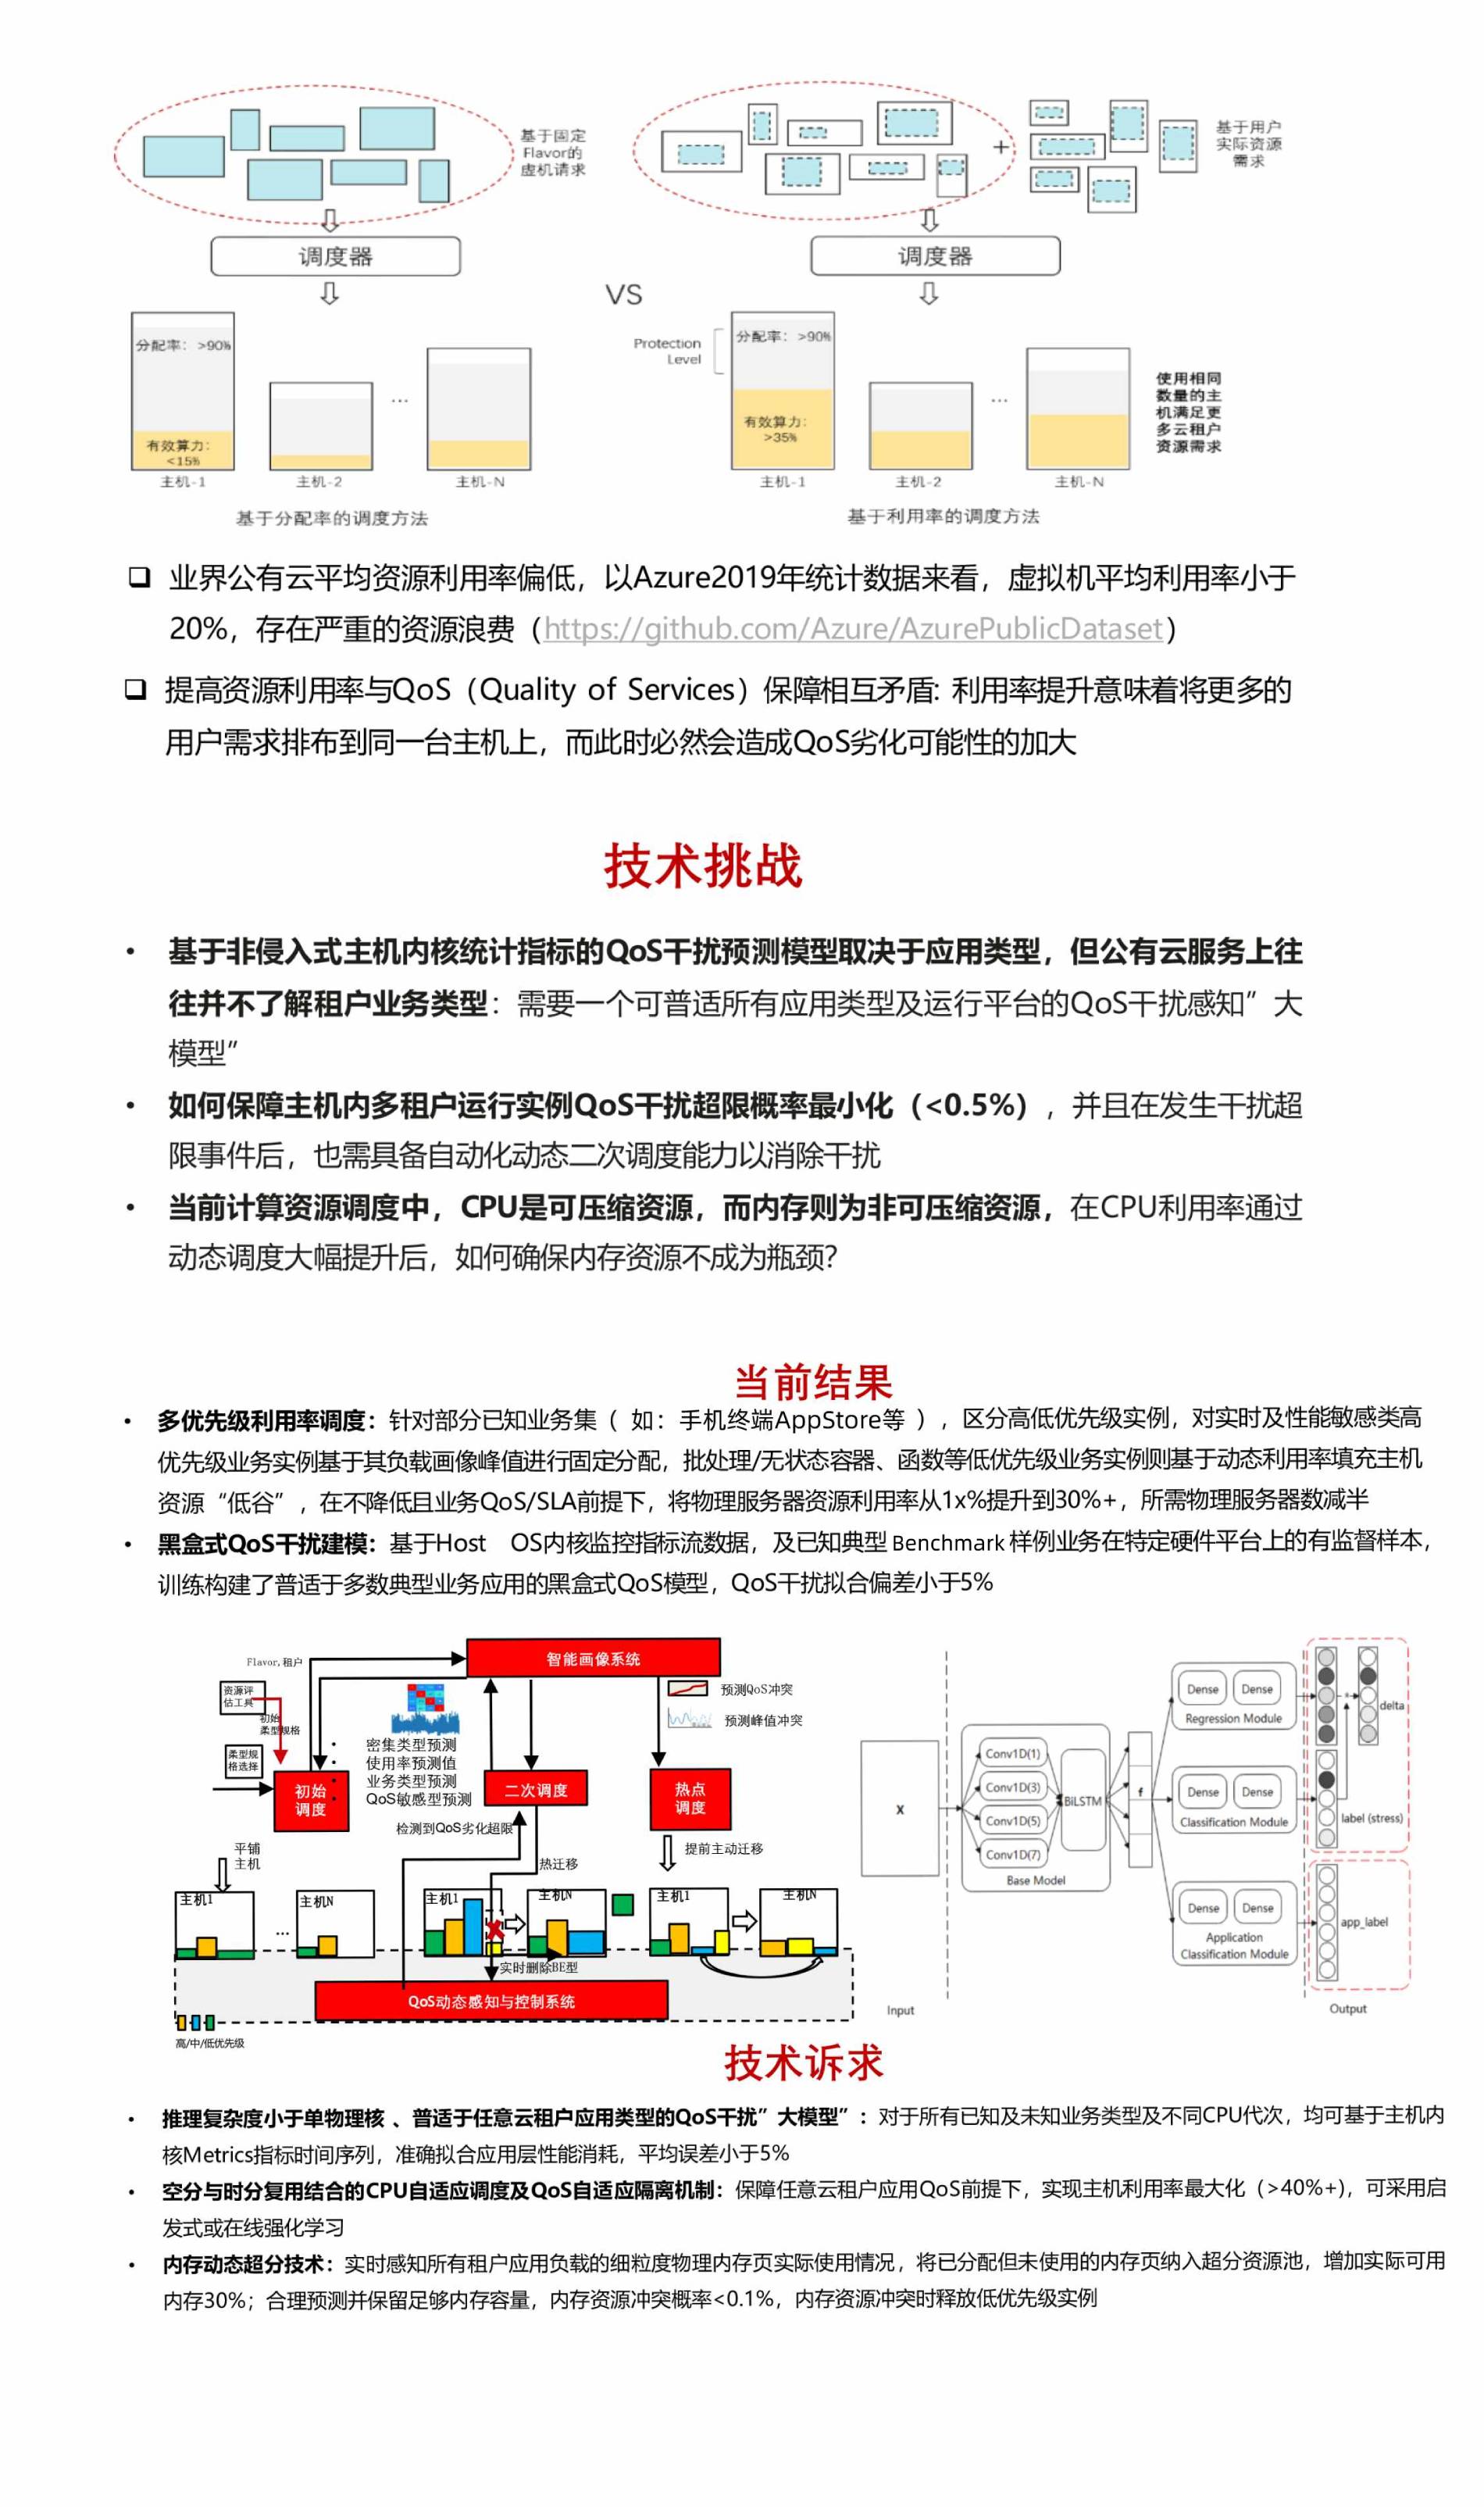 基于固定
Flavor的
虚机请求
调度器
分配率：>90%
有效算力：
<15%
主机-1
主机-2
...
主机-N
基于分配率的调度方法
VS
+
基于用户
实际资源
需求
调度器
Protection
Level
分配率：>90%
有效算力：
>35%
主机-1
主机-2
...
主机-N
使用相同
数量的主
机满足更
多云租户
资源需求
基于利用率的调度方法
❑ 业界公有云平均资源利用率偏低，以Azure2019年统计数据来看，虚拟机平均利用率小于
20%，存在严重的资源浪费（https://github.com/Azure/AzurePublicDataset）
❑ 提高资源利用率与QoS（Quality of Services）保障相互矛盾: 利用率提升意味着将更多的
用户需求排布到同一台主机上，而此时必然会造成QoS劣化可能性的加大
技术挑战
• 基于非侵入式主机内核统计指标的QoS干扰预测模型取决于应用类型，但公有云服务上往
往并不了解租户业务类型：需要一个可普适所有应用类型及运行平台的QoS干扰感知”大
模型”
• 如何保障主机内多租户运行实例QoS干扰超限概率最小化（<0.5%），并且在发生干扰超
限事件后，也需具备自动化动态二次调度能力以消除干扰
• 当前计算资源调度中，CPU是可压缩资源，而内存则为非可压缩资源，在CPU利用率通过
动态调度大幅提升后，如何确保内存资源不成为瓶颈?
当前结果
• 多优先级利用率调度：针对部分已知业务集（ 如：手机终端AppStore等 ），区分高低优先级实例，对实时及性能敏感类高
优先级业务实例基于其负载画像峰值进行固定分配，批处理/无状态容器、函数等低优先级业务实例则基于动态利用率填充主机
资源“低谷”，在不降低且业务QoS/SLA前提下，将物理服务器资源利用率从1x%提升到30%+，所需物理服务器数减半
• 黑盒式QoS干扰建模：基于Host OS内核监控指标流数据，及已知典型 Benchmark 样例业务在特定硬件平台上的有监督样本，
训练构建了普适于多数典型业务应用的黑盒式QoS模型，QoS干扰拟合偏差小于5%
智能画像系统
Flavor,租户
资源评
估工具
初始
柔型规格
柔型规
格选择
初始
调度
• 密集类型预测
• 使用率预测值
• 业务类型预测
• QoS敏感型预测
二次调度
热点
调度
预测QoS冲突
预测峰值冲突
检测到QoS劣化超限
热迁移
提前主动迁移
平铺
主机
主机1
...
主机N
主机1
主机N
主机1
主机N
实时删除BE型
QoS动态感知与控制系统
高/中/低优先级
X
Input
Conv1D(1)
Conv1D(3)
Conv1D(5)
Conv1D(7)
BiLSTM
Base Model
f
Dense Dense
Regression Module
Dense Dense
Classification Module
Dense Dense
Application
Classification Module
delta
label (stress)
app_label
Output
技术诉求
• 推理复杂度小于单物理核 、普适于任意云租户应用类型的QoS干扰”大模型”：对于所有已知及未知业务类型及不同CPU代次，均可基于主机内
核Metrics指标时间序列，准确拟合应用层性能消耗，平均误差小于5%
• 空分与时分复用结合的CPU自适应调度及QoS自适应隔离机制：保障任意云租户应用QoS前提下，实现主机利用率最大化（>40%+)，可采用启
发式或在线强化学习
• 内存动态超分技术：实时感知所有租户应用负载的细粒度物理内存页实际使用情况，将已分配但未使用的内存页纳入超分资源池，增加实际可用
内存30%；合理预测并保留足够内存容量，内存资源冲突概率<0.1%，内存资源冲突时释放低优先级实例